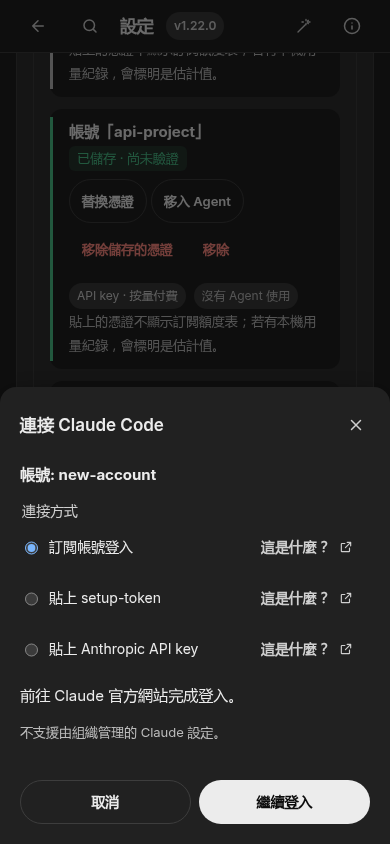 設定 v1.22.0
量紀錄，會標明是估計值。
帳號「api-project」
已儲存 · 尚未驗證
替換憑證 移入 Agent
移除儲存的憑證 移除
API key · 按量付費 沒有 Agent 使用
貼上的憑證不顯示訂閱額度表；若有本機用
量紀錄，會標明是估計值。
連接 Claude Code
帳號: new-account
連接方式
訂閱帳號登入 這是什麼？
貼上 setup-token 這是什麼？
貼上 Anthropic API key 這是什麼？
前往 Claude 官方網站完成登入。
不支援由組織管理的 Claude 設定。
取消 繼續登入